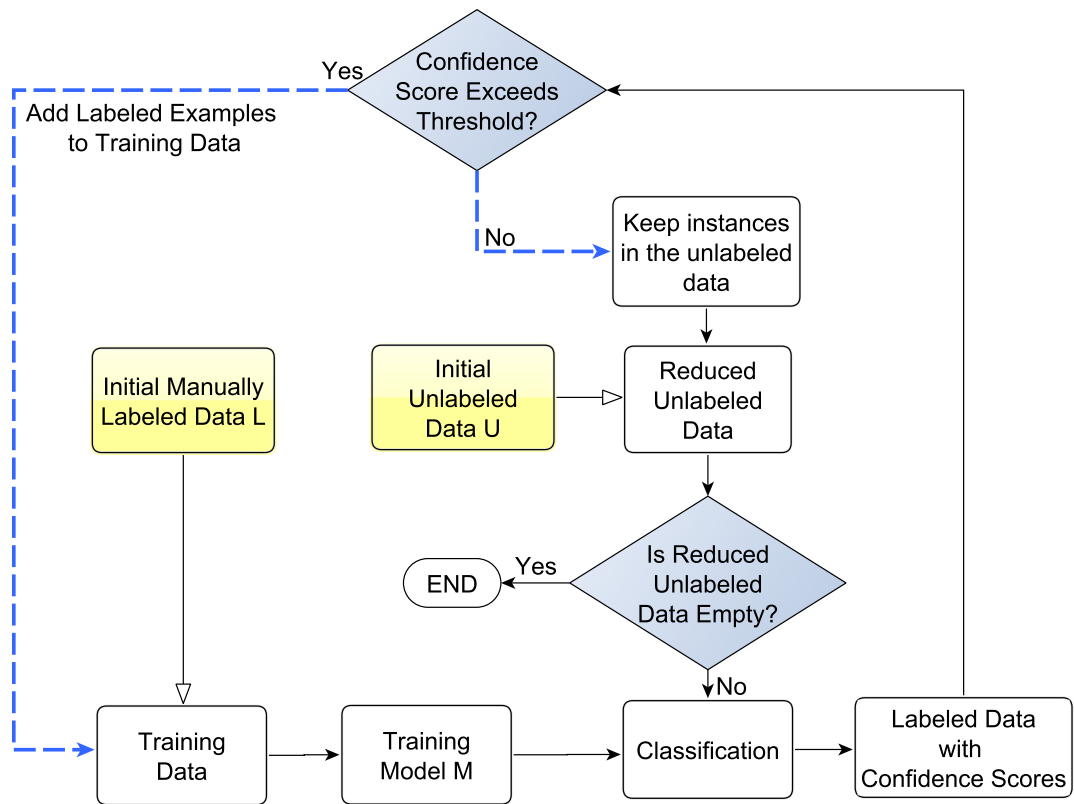 Confidence
Score Exceeds
Threshold?
Yes
Add Labeled Examples
to Training Data
No
Keep instances
in the unlabeled
data
Initial Manually
Labeled Data L
Initial
Unlabeled
Data U
Reduced
Unlabeled
Data
Is Reduced
Unlabeled
Data Empty?
Yes
END
No
Training
Data
Training
Model M
Classification
Labeled Data
with
Confidence Scores